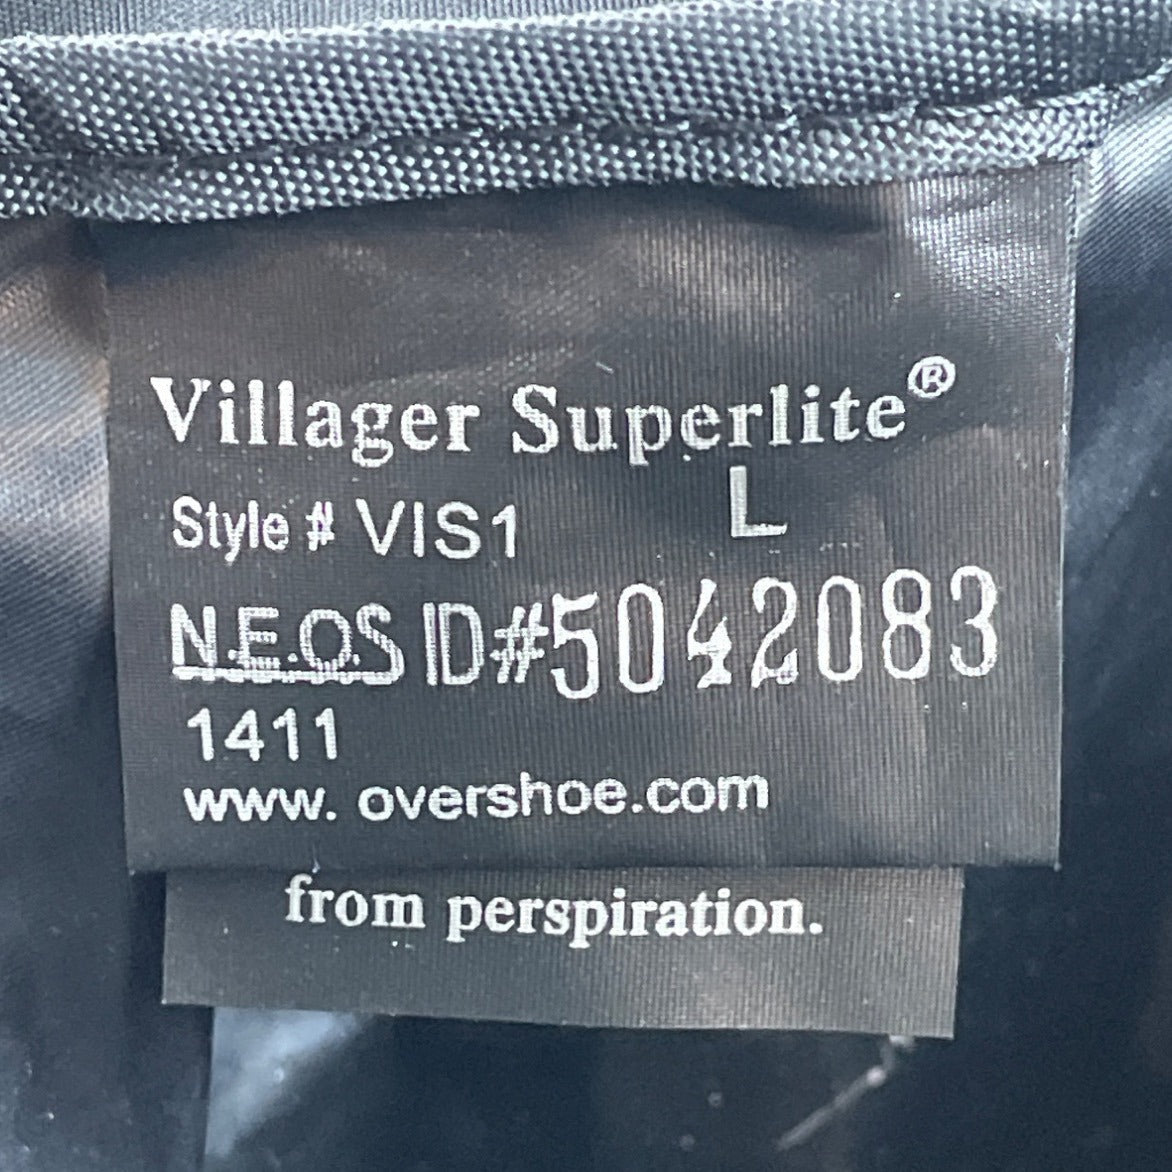 Villager Superlite®
Style # VIS1 L
N.E.O.S ID#5042083
1411
www. overshoe.com
from perspiration.